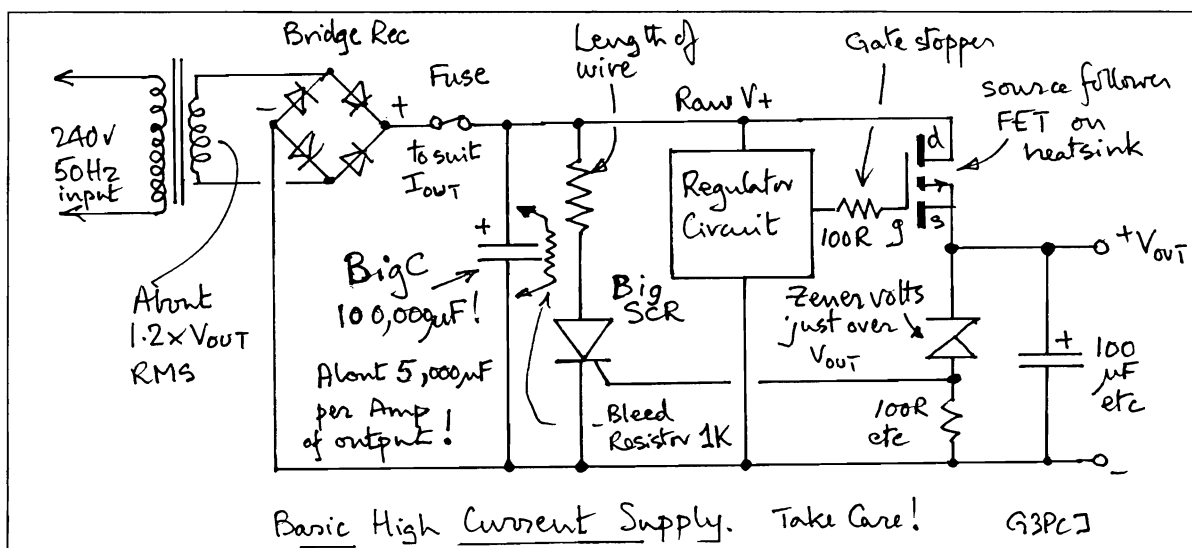 Bridge Rec
Fuse
Length of
wire
Gate stopper
source follower
FET on
heatsink
240v
50Hz
input
-
+
to suit
IOUT
Raw V+
d
g
s
Regulator
Circuit
100R
+VOUT
About
1.2 x VOUT
RMS
BigC
100,000µF!
+
About 5,000µF
per Amp
of output!
Bleed
Resistor 1K
Big
SCR
Zener volts
just over
VOUT
100R
etc
+
100
µF
etc
-
Basic High Current Supply. Take Care! G3PCJ